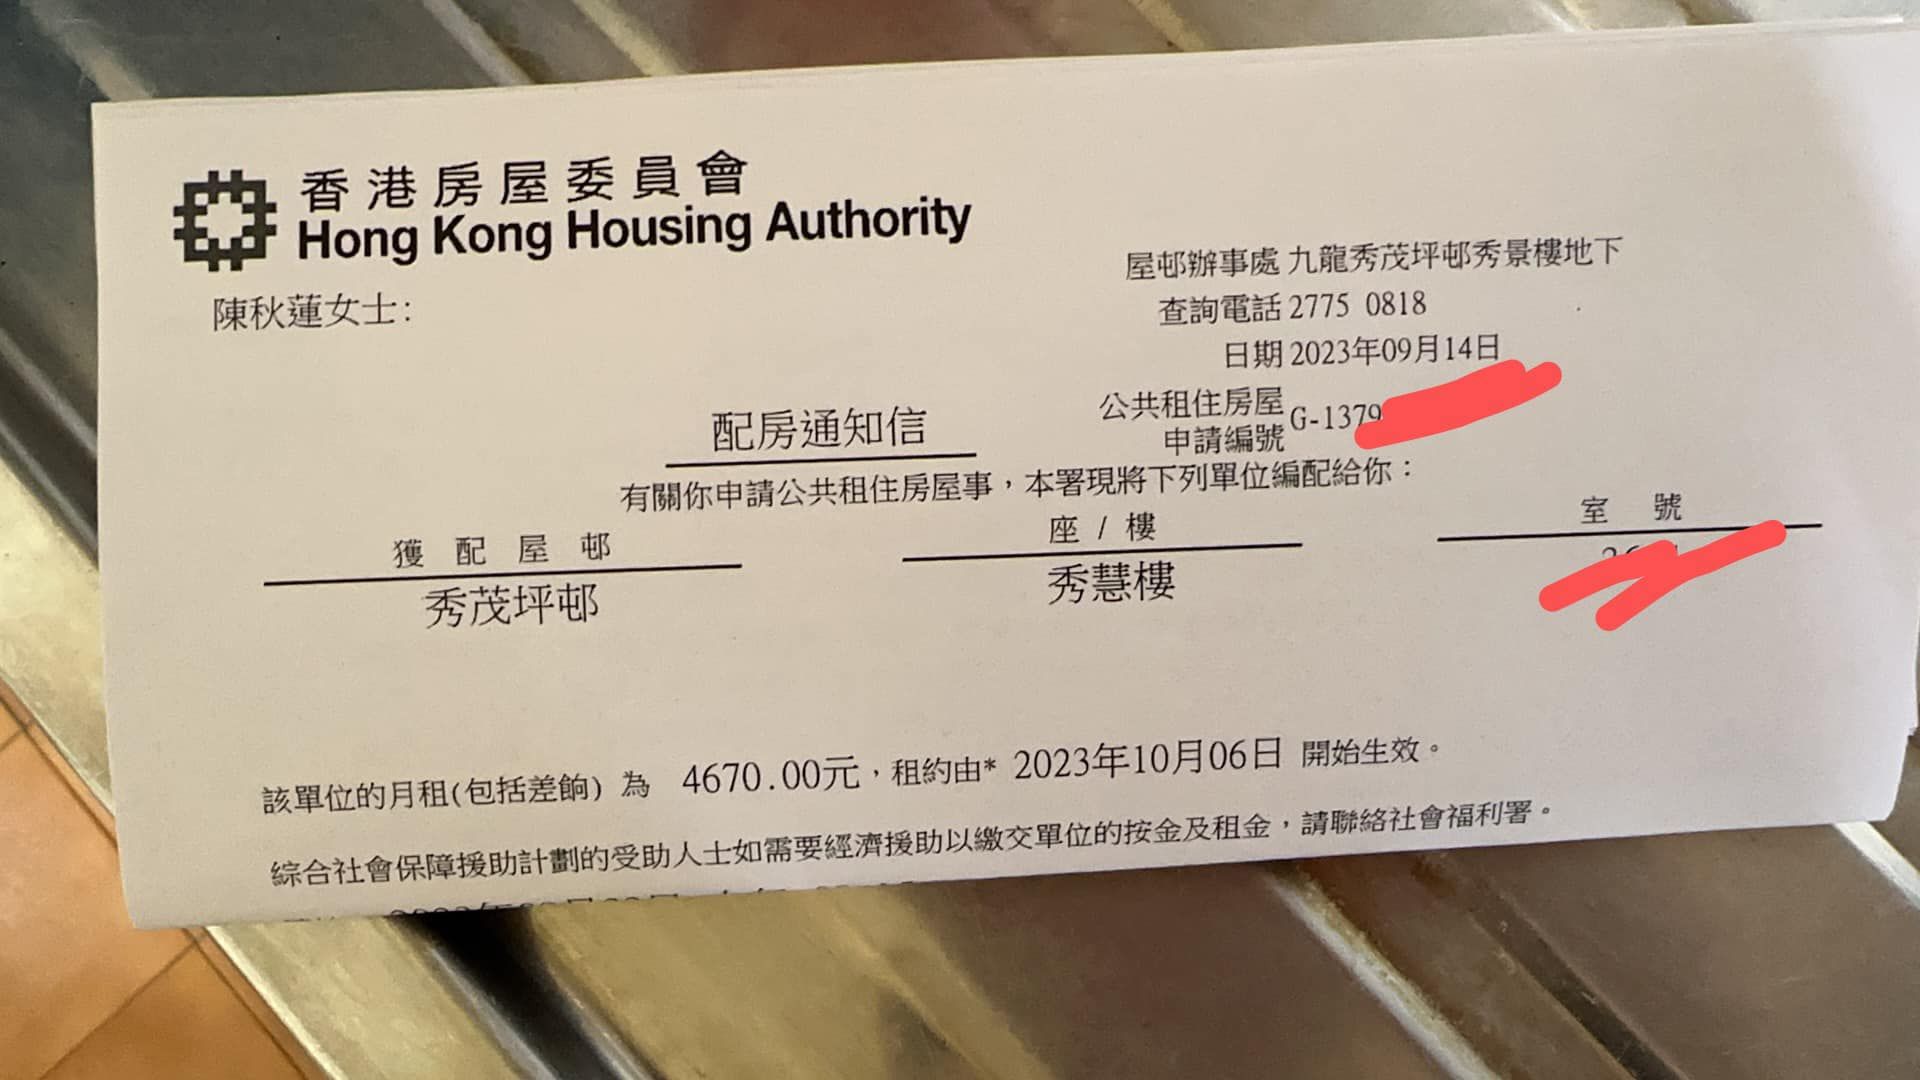 香港房屋委員會
Hong Kong Housing Authority
屋邨辦事處 九龍秀茂坪邨秀景樓地下
陳秋蓮女士:
查詢電話 2775 0818
日期 2023年09月14日
公共租住房屋
申請編號 G-1379
配房通知信
有關你申請公共租住房屋事，本署現將下列單位編配給你：
獲配屋邨 座/樓 室號
秀茂坪邨 秀慧樓
該單位的月租(包括差餉) 為 4670.00元，租約由* 2023年10月06日 開始生效。
綜合社會保障援助計劃的受助人士如需要經濟援助以繳交單位的按金及租金，請聯絡社會福利署。